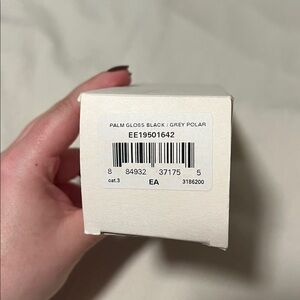 PALM GLOSS BLACK / GREY POLAR
EE19501642
8 84932 37175 5
cat.3 EA 3186200